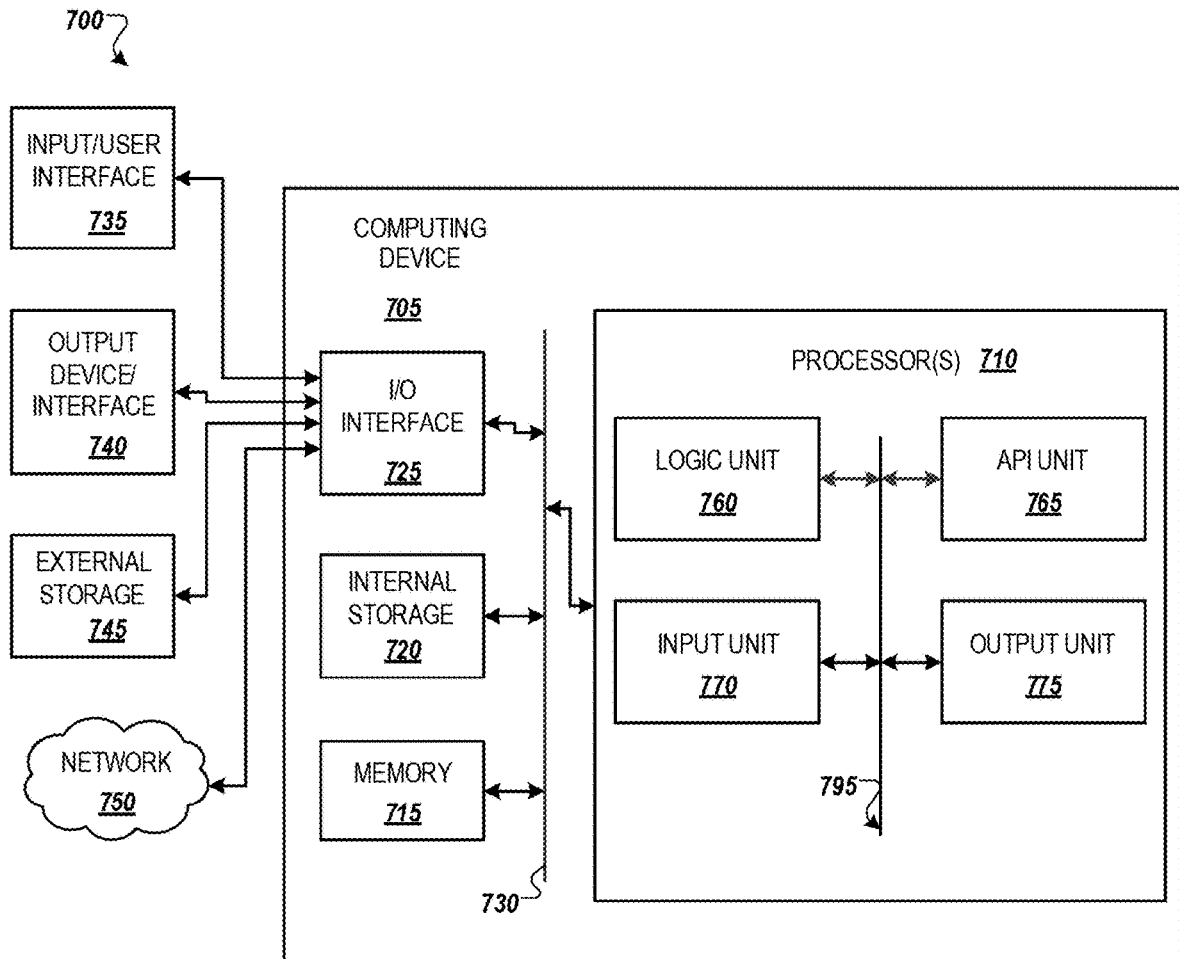 700
INPUT/USER
INTERFACE
735
OUTPUT
DEVICE/
INTERFACE
740
EXTERNAL
STORAGE
745
NETWORK
750
COMPUTING
DEVICE
705
I/O
INTERFACE
725
INTERNAL
STORAGE
720
MEMORY
715
730
PROCESSOR(S) 710
LOGIC UNIT
760
API UNIT
765
INPUT UNIT
770
OUTPUT UNIT
775
795